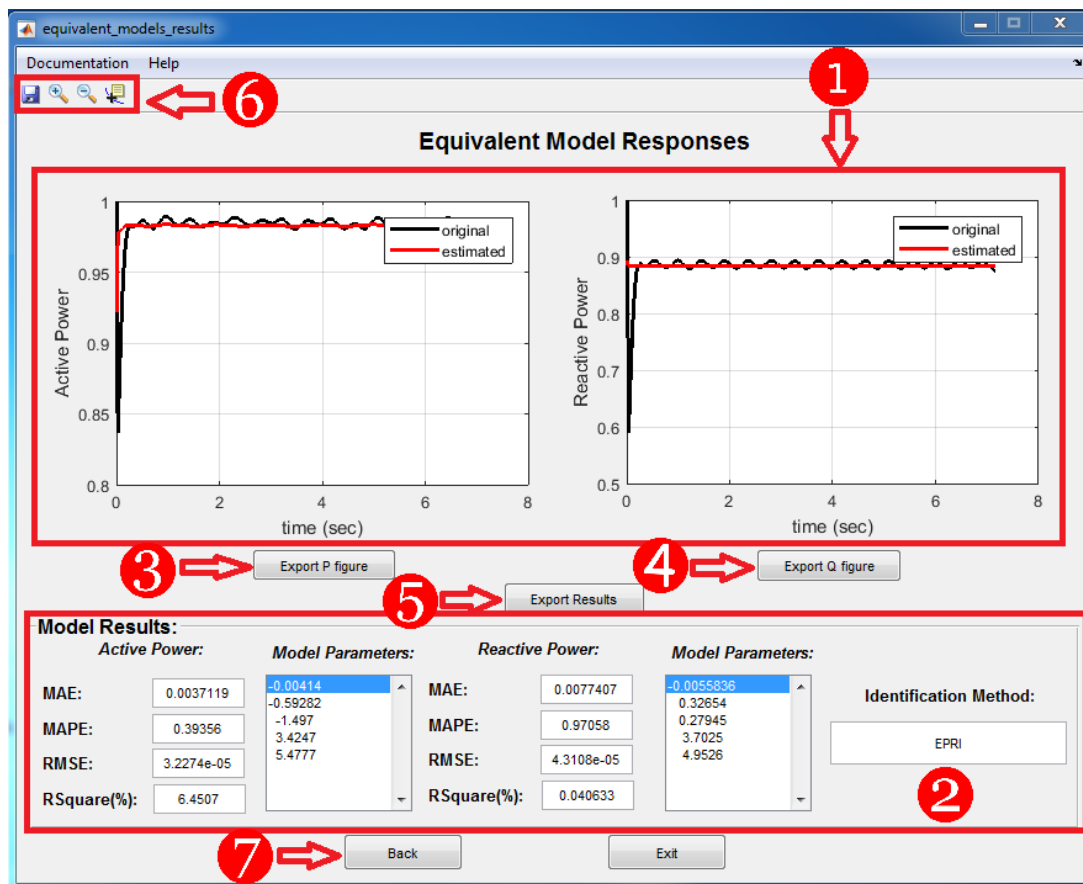 equivalent_models_results
Documentation Help
6
1
Equivalent Model Responses
1
0.95
0.9
0.85
0.8
Active Power
original
estimated
0 2 4 6 8
time (sec)
1
0.9
0.8
0.7
0.6
0.5
Reactive Power
original
estimated
0 2 4 6 8
time (sec)
3
Export P figure
4
Export Q figure
5
Export Results
Model Results:
Active Power:
MAE: 0.0037119
MAPE: 0.39356
RMSE: 3.2274e-05
RSquare(%): 6.4507
Model Parameters:
-0.00414
-0.59282
-1.497
3.4247
5.4777
Reactive Power:
MAE: 0.0077407
MAPE: 0.97058
RMSE: 4.3108e-05
RSquare(%): 0.040633
Model Parameters:
-0.0055836
0.32654
0.27945
3.7025
4.9526
Identification Method:
EPRI
2
7
Back
Exit